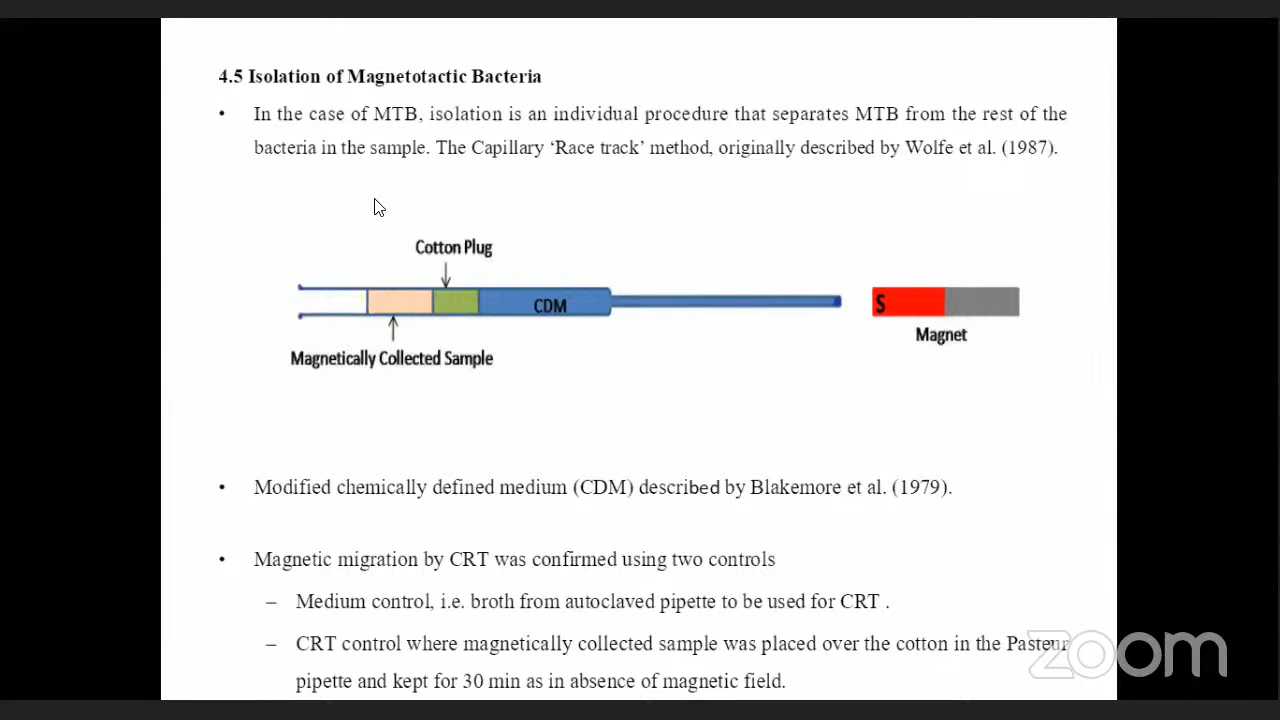 4.5 Isolation of Magnetotactic Bacteria
• In the case of MTB, isolation is an individual procedure that separates MTB from the rest of the
bacteria in the sample. The Capillary ‘Race track’ method, originally described by Wolfe et al. (1987).
Cotton Plug
CDM
S
Magnet
Magnetically Collected Sample
• Modified chemically defined medium (CDM) described by Blakemore et al. (1979).
• Magnetic migration by CRT was confirmed using two controls
– Medium control, i.e. broth from autoclaved pipette to be used for CRT .
– CRT control where magnetically collected sample was placed over the cotton in the Pasteur
pipette and kept for 30 min as in absence of magnetic field.
zoom